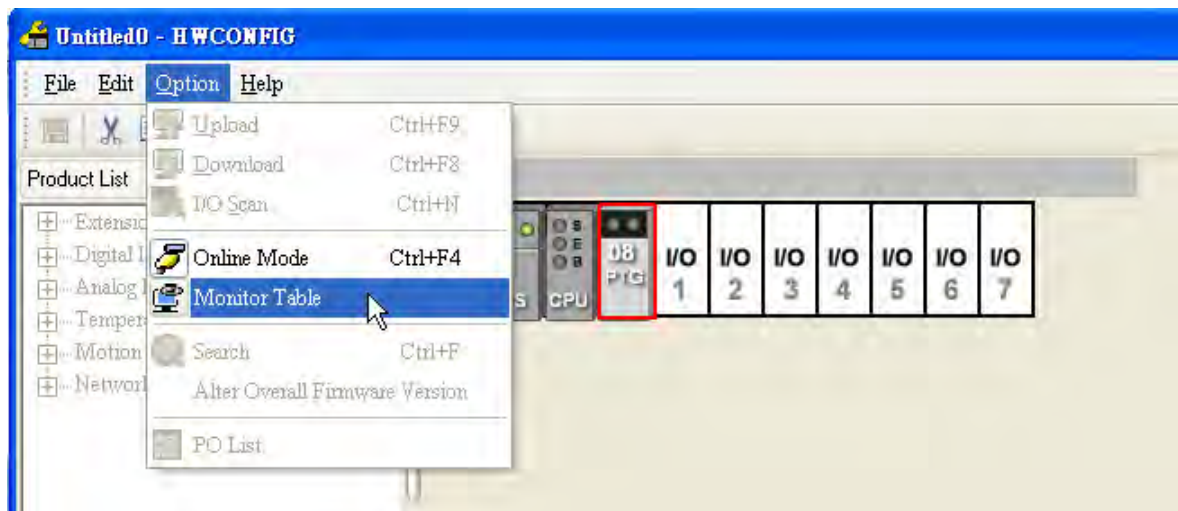 Untitled0 - HWCONFIG
File Edit Option Help
Upload Ctrl+F9
Download Ctrl+F8
Product List
I/O Scan Ctrl+N
Online Mode Ctrl+F4
Monitor Table
Search Ctrl+F
Alter Overall Firmware Version
PO List
Extensio
Digital I
Analog
Temper
Motion
Network
S
CPU
S
E
B
08
PTG
I/O I/O I/O I/O I/O I/O I/O
1 2 3 4 5 6 7